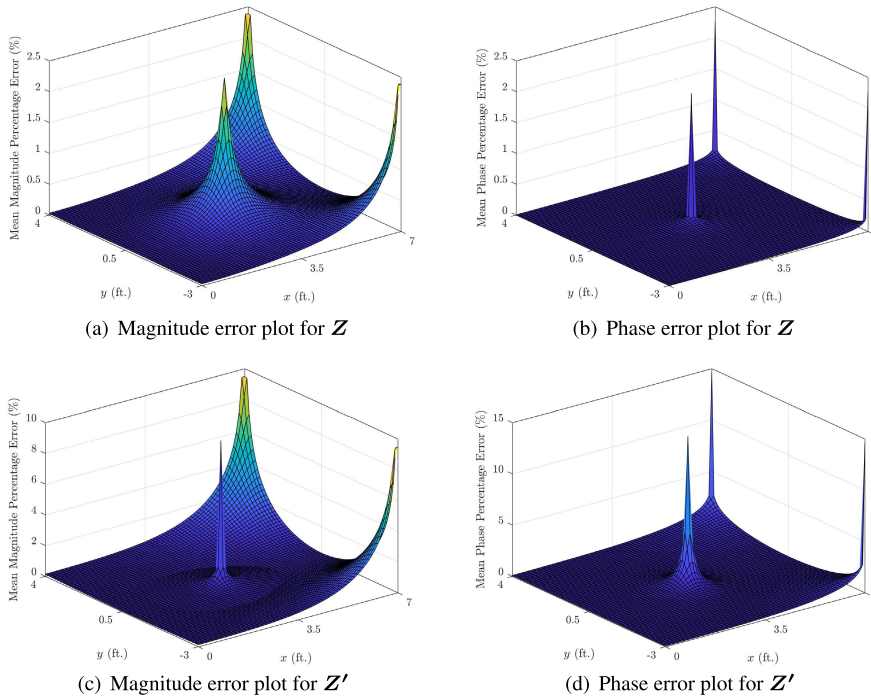 Mean Magnitude Percentage Error (%)
2.5
2
1.5
1
0.5
0
4
0.5
-3
y (ft.)
0
3.5
7
x (ft.)
(a) Magnitude error plot for Z
Mean Phase Percentage Error (%)
2.5
2
1.5
1
0.5
0
4
0.5
-3
y (ft.)
0
3.5
x (ft.)
(b) Phase error plot for Z
Mean Magnitude Percentage Error (%)
10
8
6
4
2
0
4
0.5
-3
y (ft.)
0
3.5
7
x (ft.)
(c) Magnitude error plot for Z′
Mean Phase Percentage Error (%)
15
10
5
0
4
0.5
-3
y (ft.)
0
3.5
x (ft.)
(d) Phase error plot for Z′